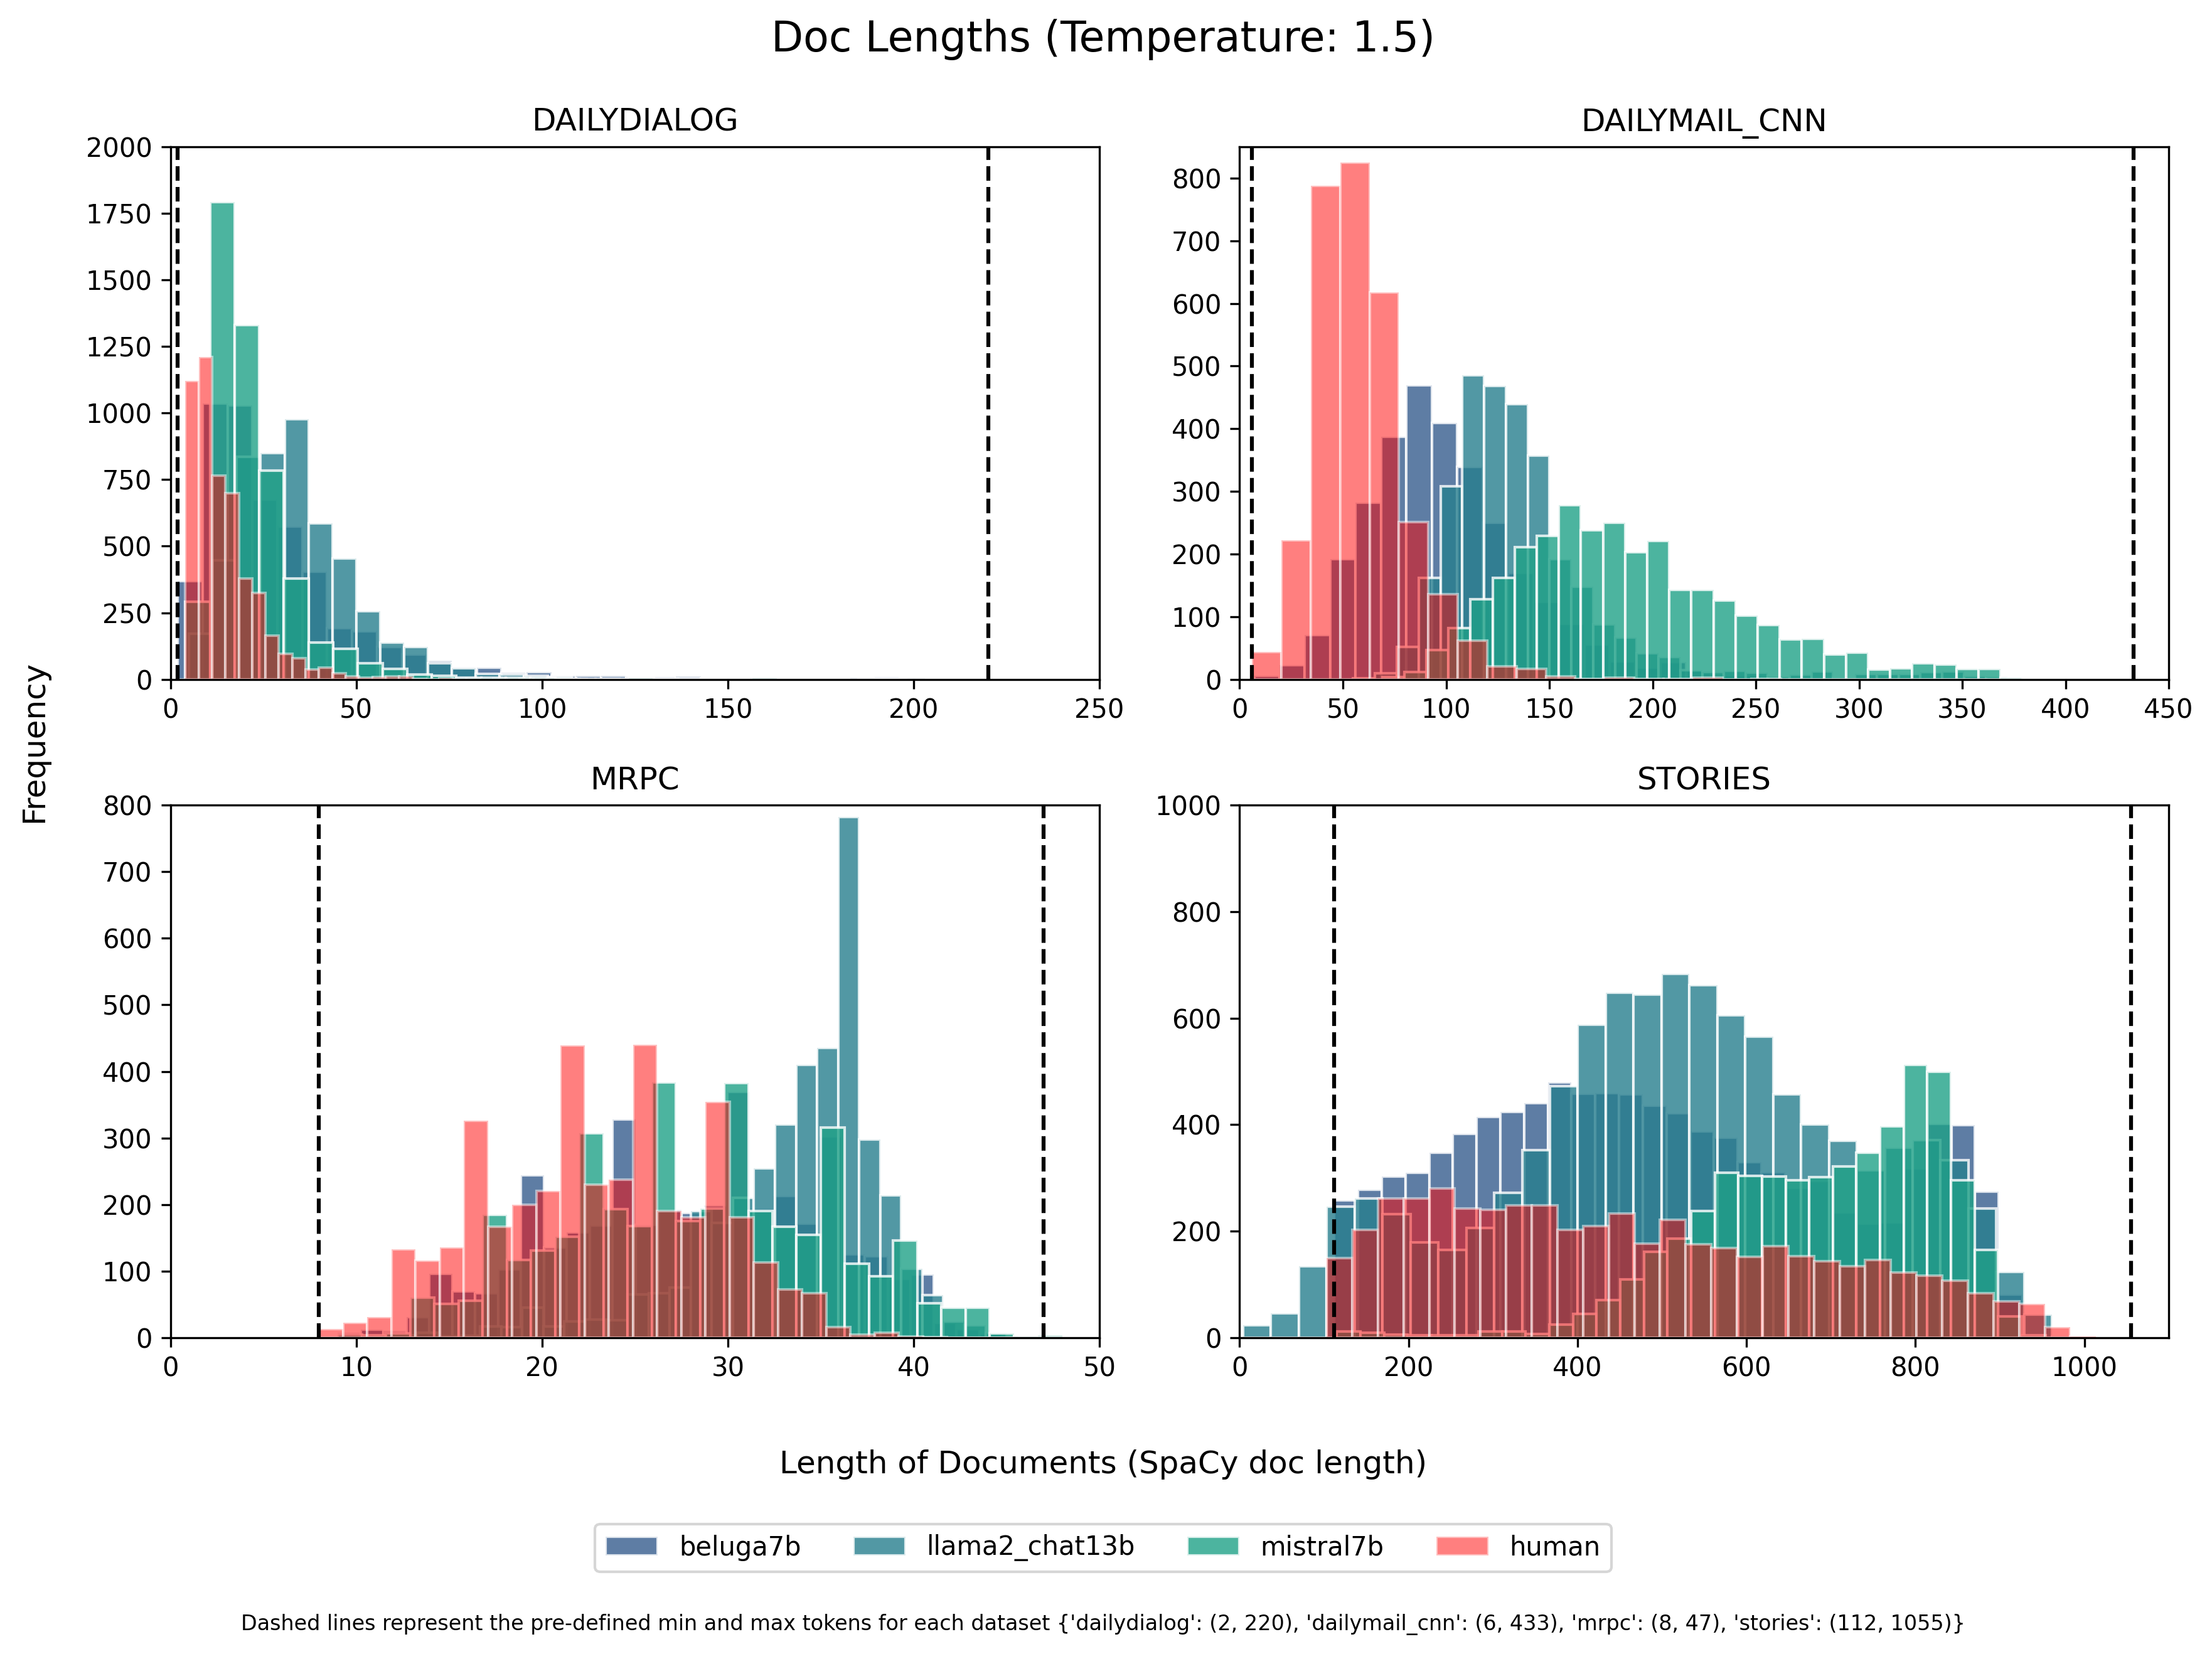 Doc Lengths (Temperature: 1.5)
DAILYDIALOG
2000
1750
1500
1250
1000
750
500
250
0
0 50 100 150 200 250
DAILYMAIL_CNN
800
700
600
500
400
300
200
100
0
0 50 100 150 200 250 300 350 400 450
Frequency
MRPC
800
700
600
500
400
300
200
100
0
0 10 20 30 40 50
STORIES
1000
800
600
400
200
0
0 200 400 600 800 1000
Length of Documents (SpaCy doc length)
beluga7b llama2_chat13b mistral7b human
Dashed lines represent the pre-defined min and max tokens for each dataset {'dailydialog': (2, 220), 'dailymail_cnn': (6, 433), 'mrpc': (8, 47), 'stories': (112, 1055)}